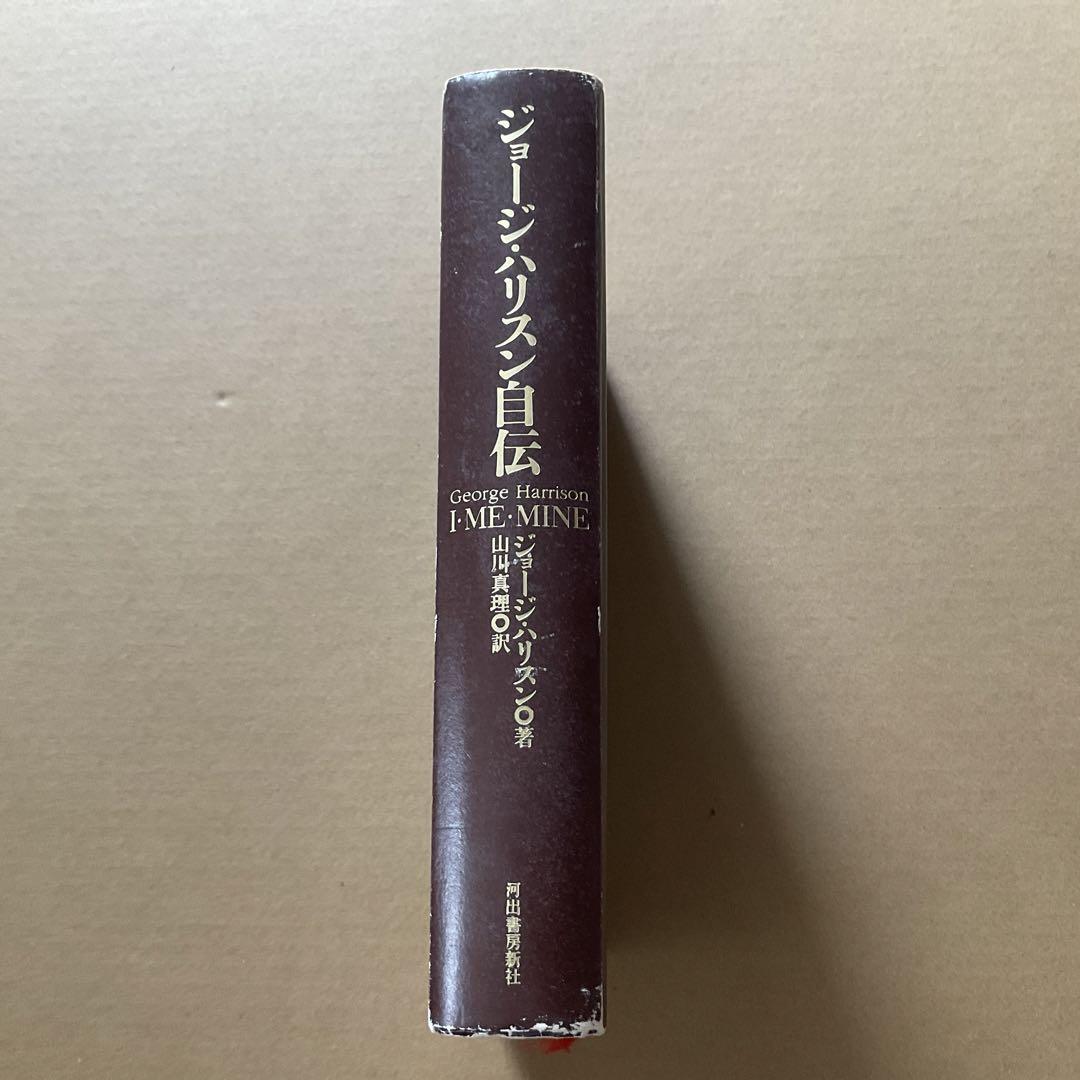 ジョージ・ハリスン自伝
George Harrison
I・ME・MINE
ジョージ・ハリスン○著
山川真理○訳
河出書房新社